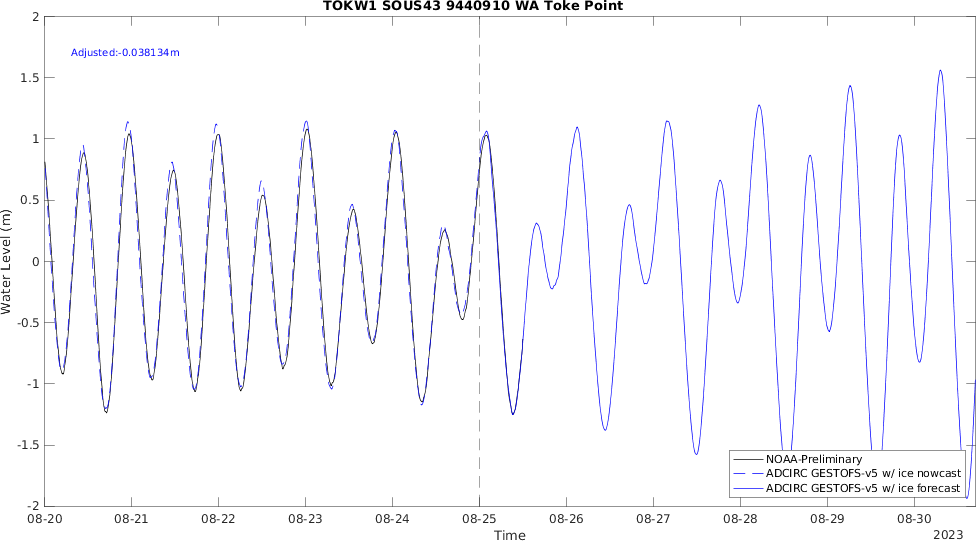 TOKW1 SOUS43 9440910 WA Toke Point
Adjusted:-0.038134m
2
1.5
1
0.5
0
-0.5
-1
-1.5
-2
Water Level (m)
08-20 08-21 08-22 08-23 08-24 08-25 08-26 08-27 08-28 08-29 08-30
Time
2023
NOAA-Preliminary
ADCIRC GESTOFS-v5 w/ ice nowcast
ADCIRC GESTOFS-v5 w/ ice forecast